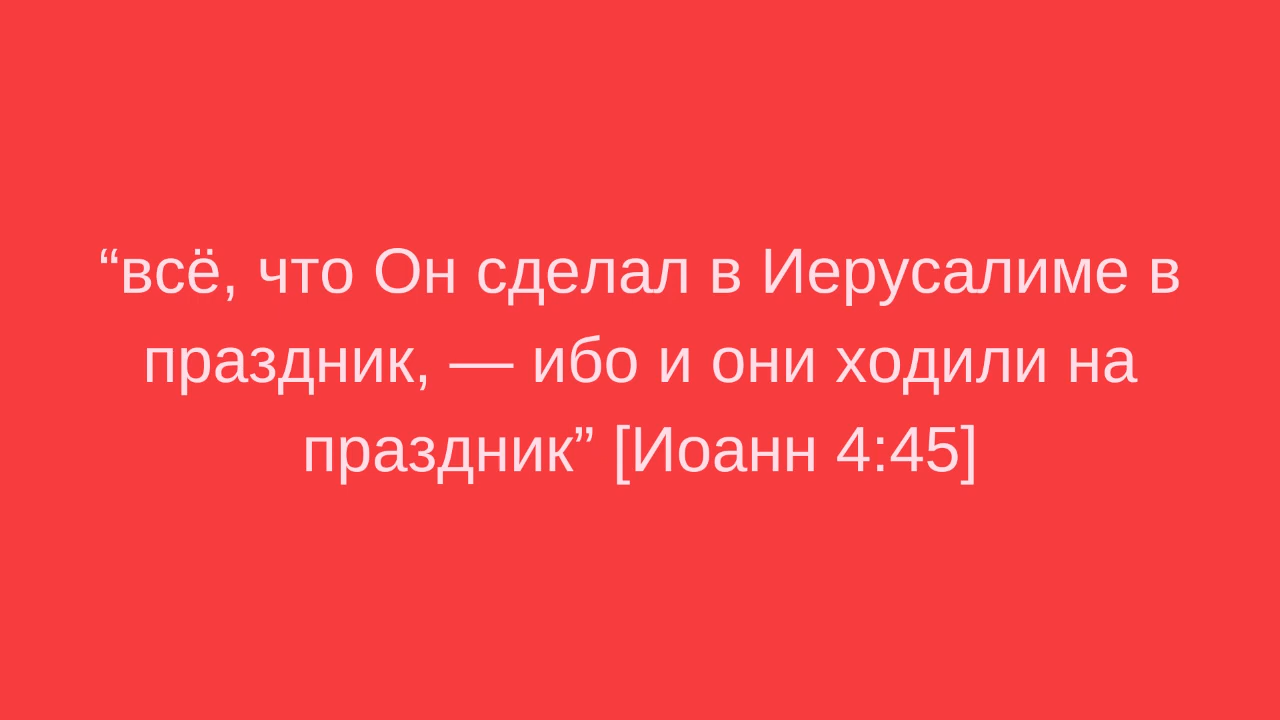 “всё, что Он сделал в Иерусалиме в
праздник, — ибо и они ходили на
праздник” [Иоанн 4:45]